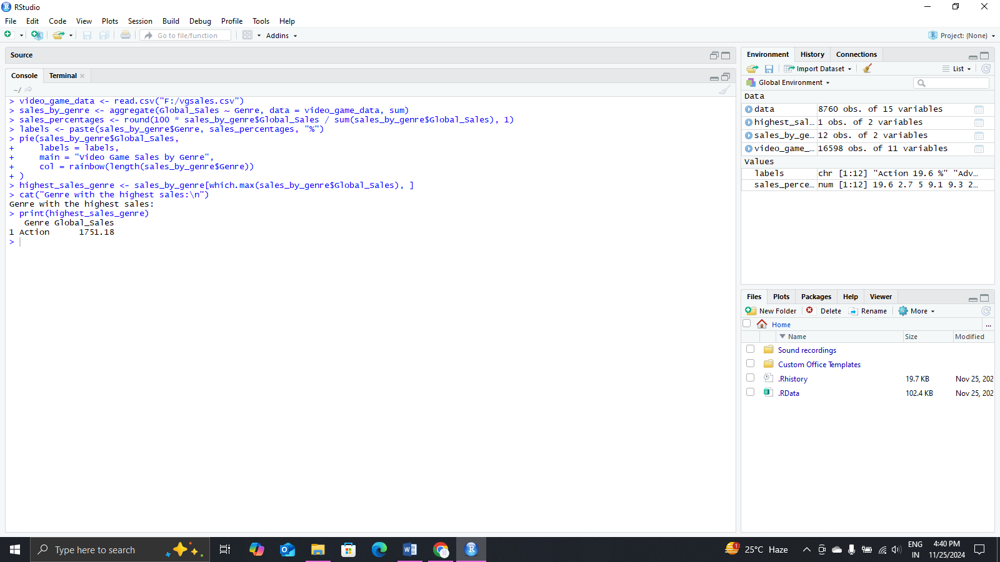 RStudio
File Edit Code View Plots Session Build Debug Profile Tools Help
Go to file/function Addins Project: (None)
Source
Console Terminal
~/
> video_game_data <- read.csv("F:/vgsales.csv")
> sales_by_genre <- aggregate(Global_Sales ~ Genre, data = video_game_data, sum)
> sales_percentages <- round(100 * sales_by_genre$Global_Sales / sum(sales_by_genre$Global_Sales), 1)
> labels <- paste(sales_by_genre$Genre, sales_percentages, "%")
> pie(sales_by_genre$Global_Sales,
+     labels = labels,
+     main = "Video Game Sales by Genre",
+     col = rainbow(length(sales_by_genre$Genre))
+ )
> highest_sales_genre <- sales_by_genre[which.max(sales_by_genre$Global_Sales), ]
> cat("Genre with the highest sales:\n")
Genre with the highest sales:
> print(highest_sales_genre)
   Genre Global_Sales
1 Action      1751.18
>
Environment History Connections
Import Dataset List
Global Environment
Data
data 8760 obs. of 15 variables
highest_sal... 1 obs. of 2 variables
sales_by_ge... 12 obs. of 2 variables
video_game_... 16598 obs. of 11 variables
Values
labels chr [1:12] "Action 19.6 %" "Adv...
sales_perce... num [1:12] 19.6 2.7 5 9.1 9.3 2...
Files Plots Packages Help Viewer
New Folder Delete Rename More
Home ...
Name Size Modified
Sound recordings
Custom Office Templates
.Rhistory 19.7 KB Nov 25, 202
.RData 102.4 KB Nov 25, 202
Type here to search
25°C Haze
ENG
IN
4:40 PM
11/25/2024